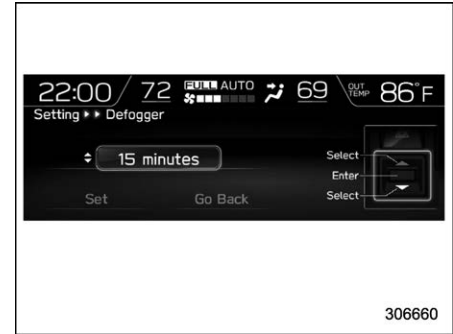 22:00 72 FULL AUTO 69 OUT TEMP 86°F
Setting ▸▸ Defogger
15 minutes
Select
Enter
Set Go Back Select
306660